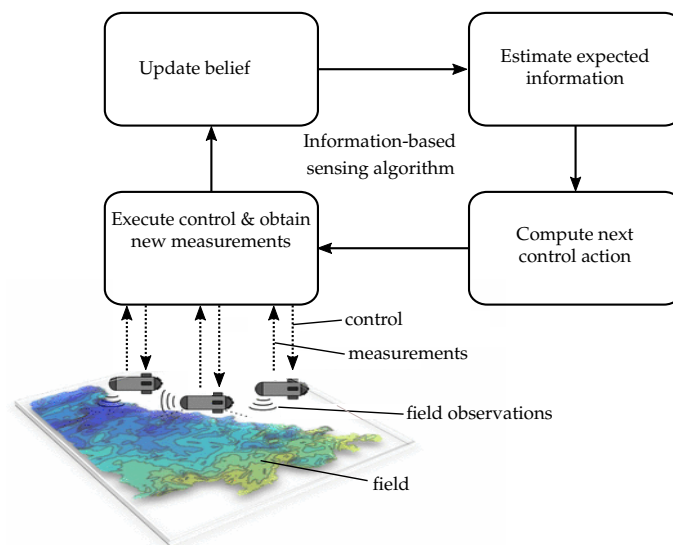 Update belief
Estimate expected
information
Information-based
sensing algorithm
Execute control & obtain
new measurements
Compute next
control action
control
measurements
field observations
field